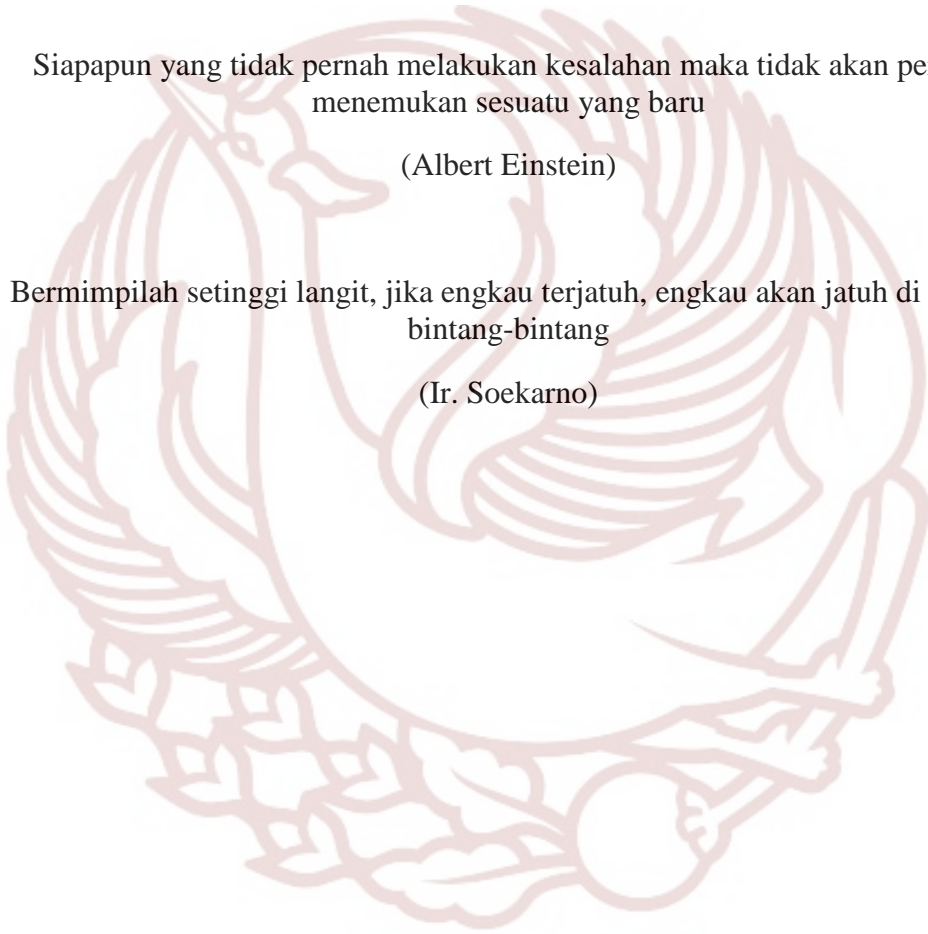 Siapapun yang tidak pernah melakukan kesalahan maka tidak akan pe
menemukan sesuatu yang baru
(Albert Einstein)
Bermimpilah setinggi langit, jika engkau terjatuh, engkau akan jatuh di
bintang-bintang
(Ir. Soekarno)